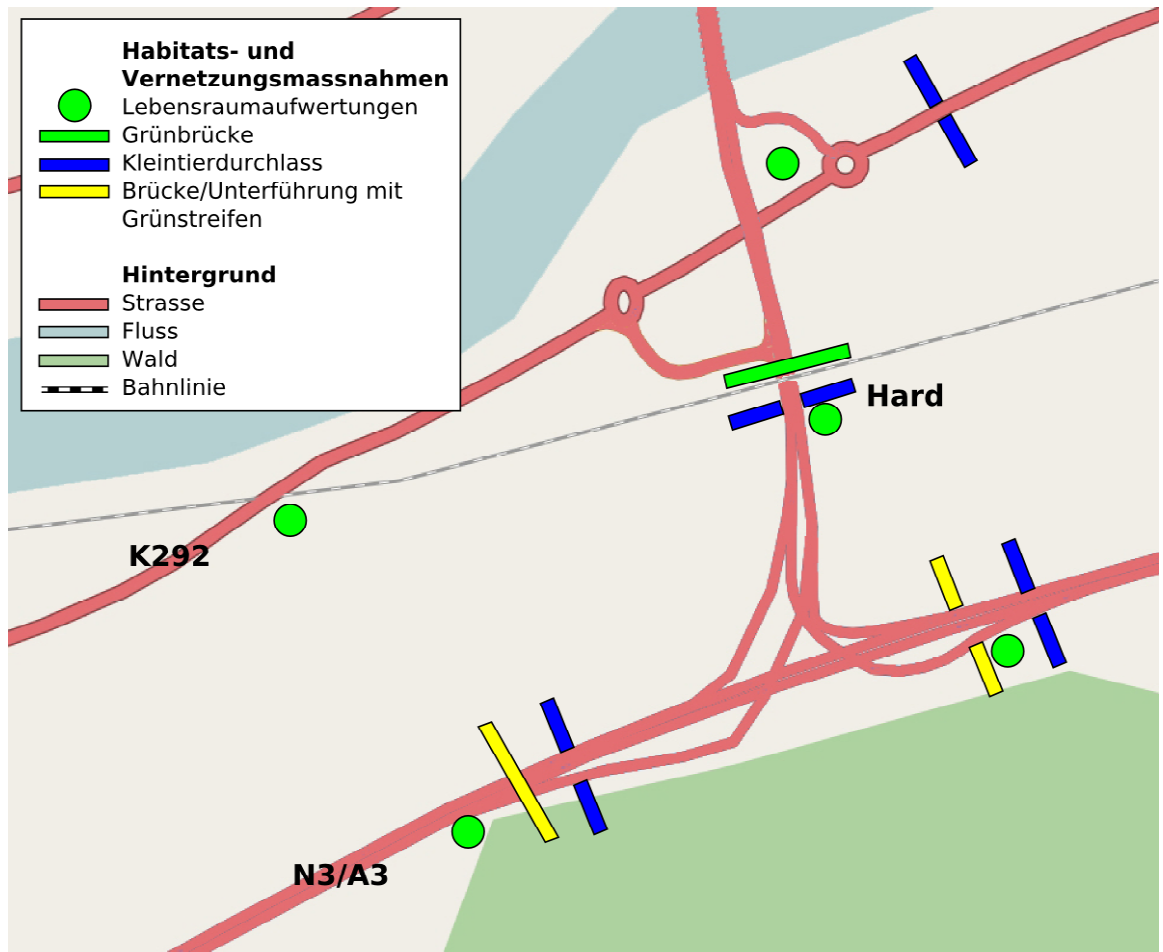 Habitats- und
Vernetzungsmassnahmen
Lebensraumaufwertungen
Grünbrücke
Kleintierdurchlass
Brücke/Unterführung mit
Grünstreifen
Hintergrund
Strasse
Fluss
Wald
Bahnlinie
Hard
K292
N3/A3